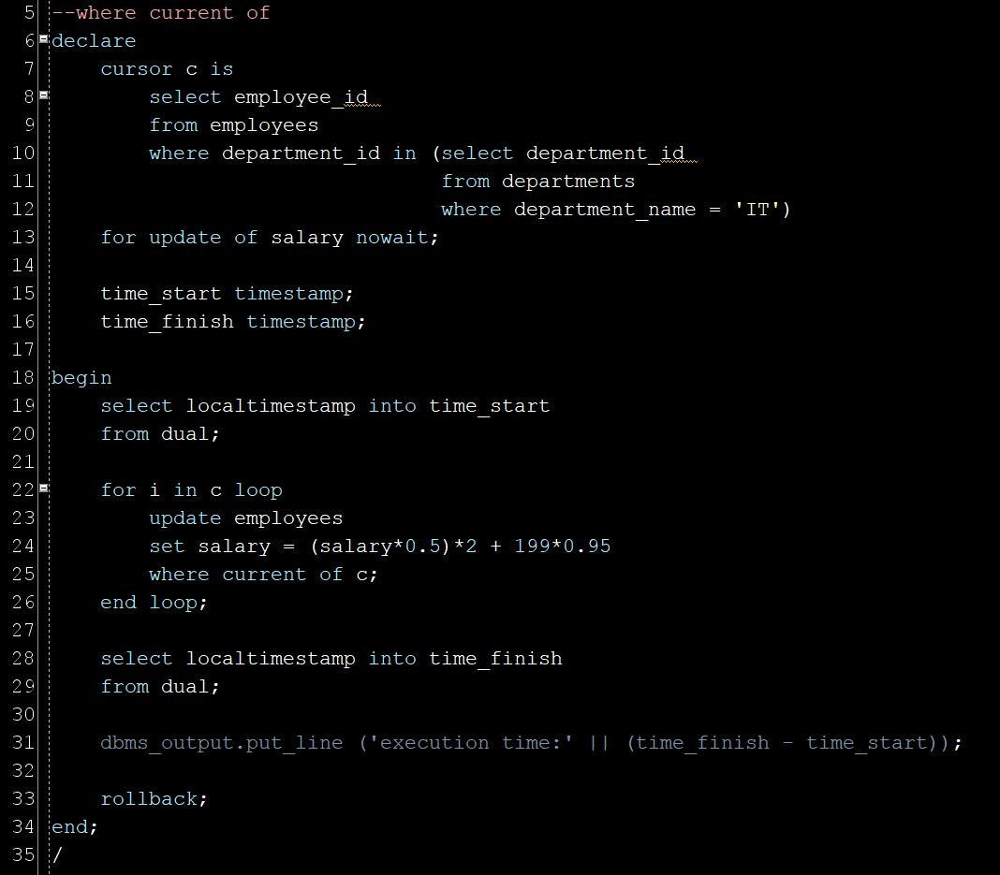 5 --where current of
6 declare
7 cursor c is
8 select employee_id
9 from employees
10 where department_id in (select department_id
11 from departments
12 where department_name = 'IT')
13 for update of salary nowait;
14
15 time_start timestamp;
16 time_finish timestamp;
17
18 begin
19 select localtimestamp into time_start
20 from dual;
21
22 for i in c loop
23 update employees
24 set salary = (salary*0.5)*2 + 199*0.95
25 where current of c;
26 end loop;
27
28 select localtimestamp into time_finish
29 from dual;
30
31 dbms_output.put_line ('execution time:' || (time_finish - time_start));
32
33 rollback;
34 end;
35 /